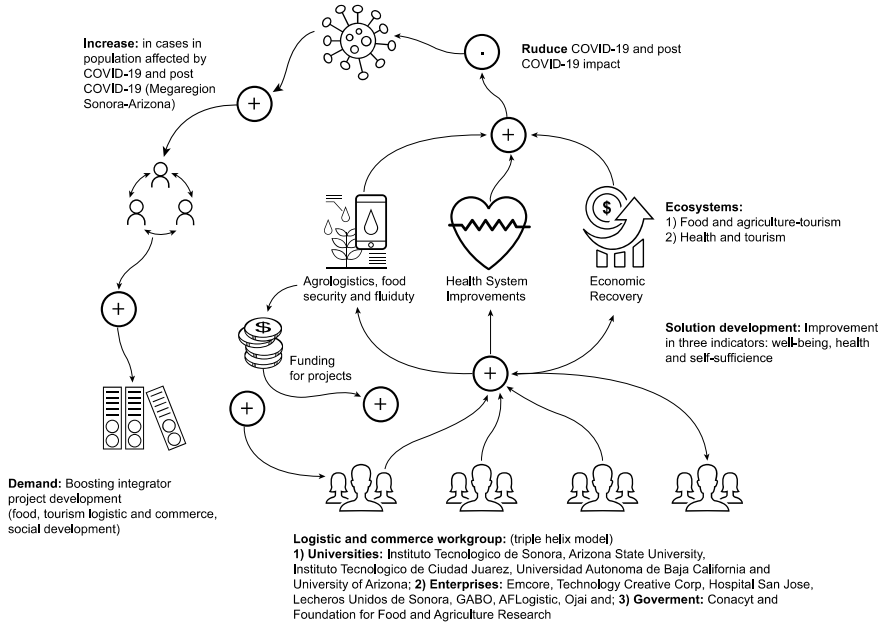 Increase: in cases in
population affected by
COVID-19 and post
COVID-19 (Megaregion
Sonora-Arizona)
Ruduce COVID-19 and post
COVID-19 impact
Ecosystems:
1) Food and agriculture-tourism
2) Health and tourism
Agrologistics, food
security and fluiduty
Health System
Improvements
Economic
Recovery
Solution development: Improvement
in three indicators: well-being, health
and self-sufficience
Funding
for projects
Demand: Boosting integrator
project development
(food, tourism logistic and commerce,
social development)
Logistic and commerce workgroup: (triple helix model)
1) Universities: Instituto Tecnologico de Sonora, Arizona State University,
Instituto Tecnologico de Ciudad Juarez, Universidad Autonoma de Baja California and
University of Arizona; 2) Enterprises: Emcore, Technology Creative Corp, Hospital San Jose,
Lecheros Unidos de Sonora, GABO, AFLogistic, Ojai and; 3) Goverment: Conacyt and
Foundation for Food and Agriculture Research